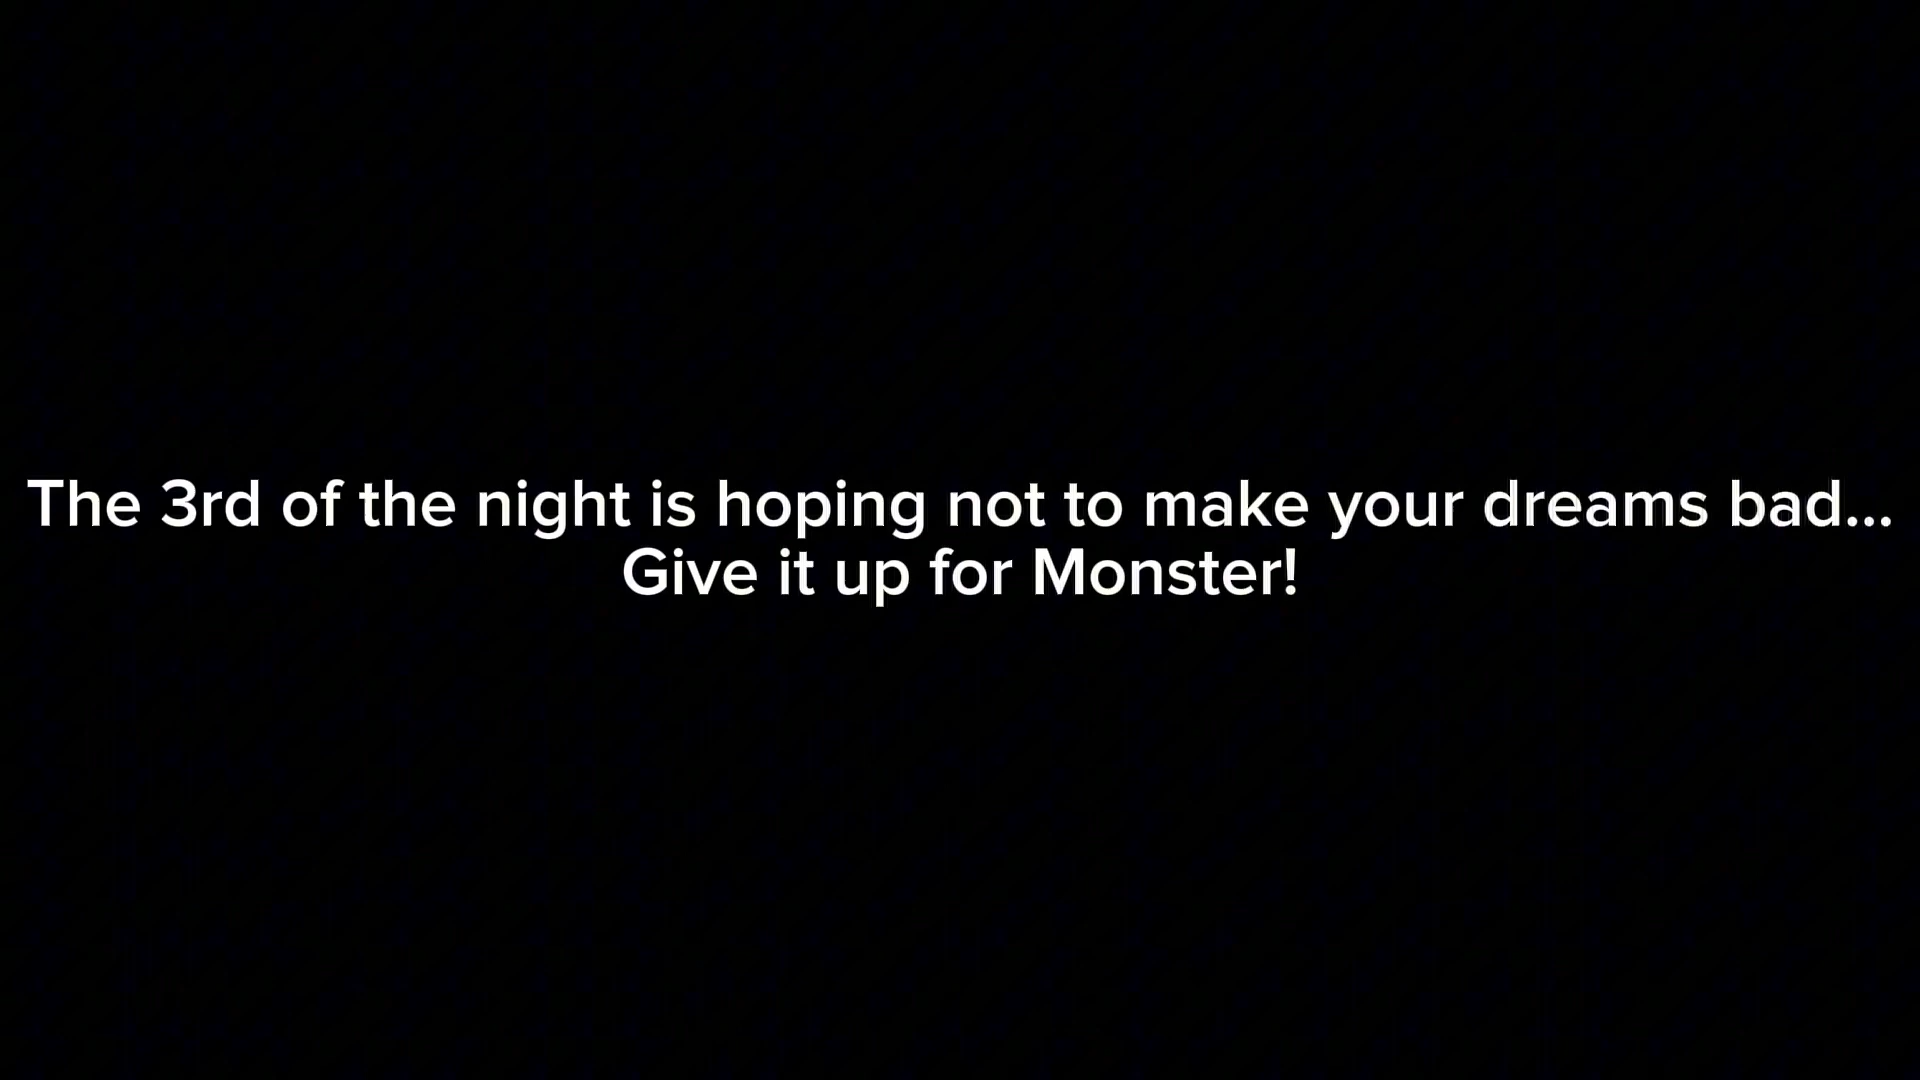 The 3rd of the night is hoping not to make your dreams bad...
Give it up for Monster!